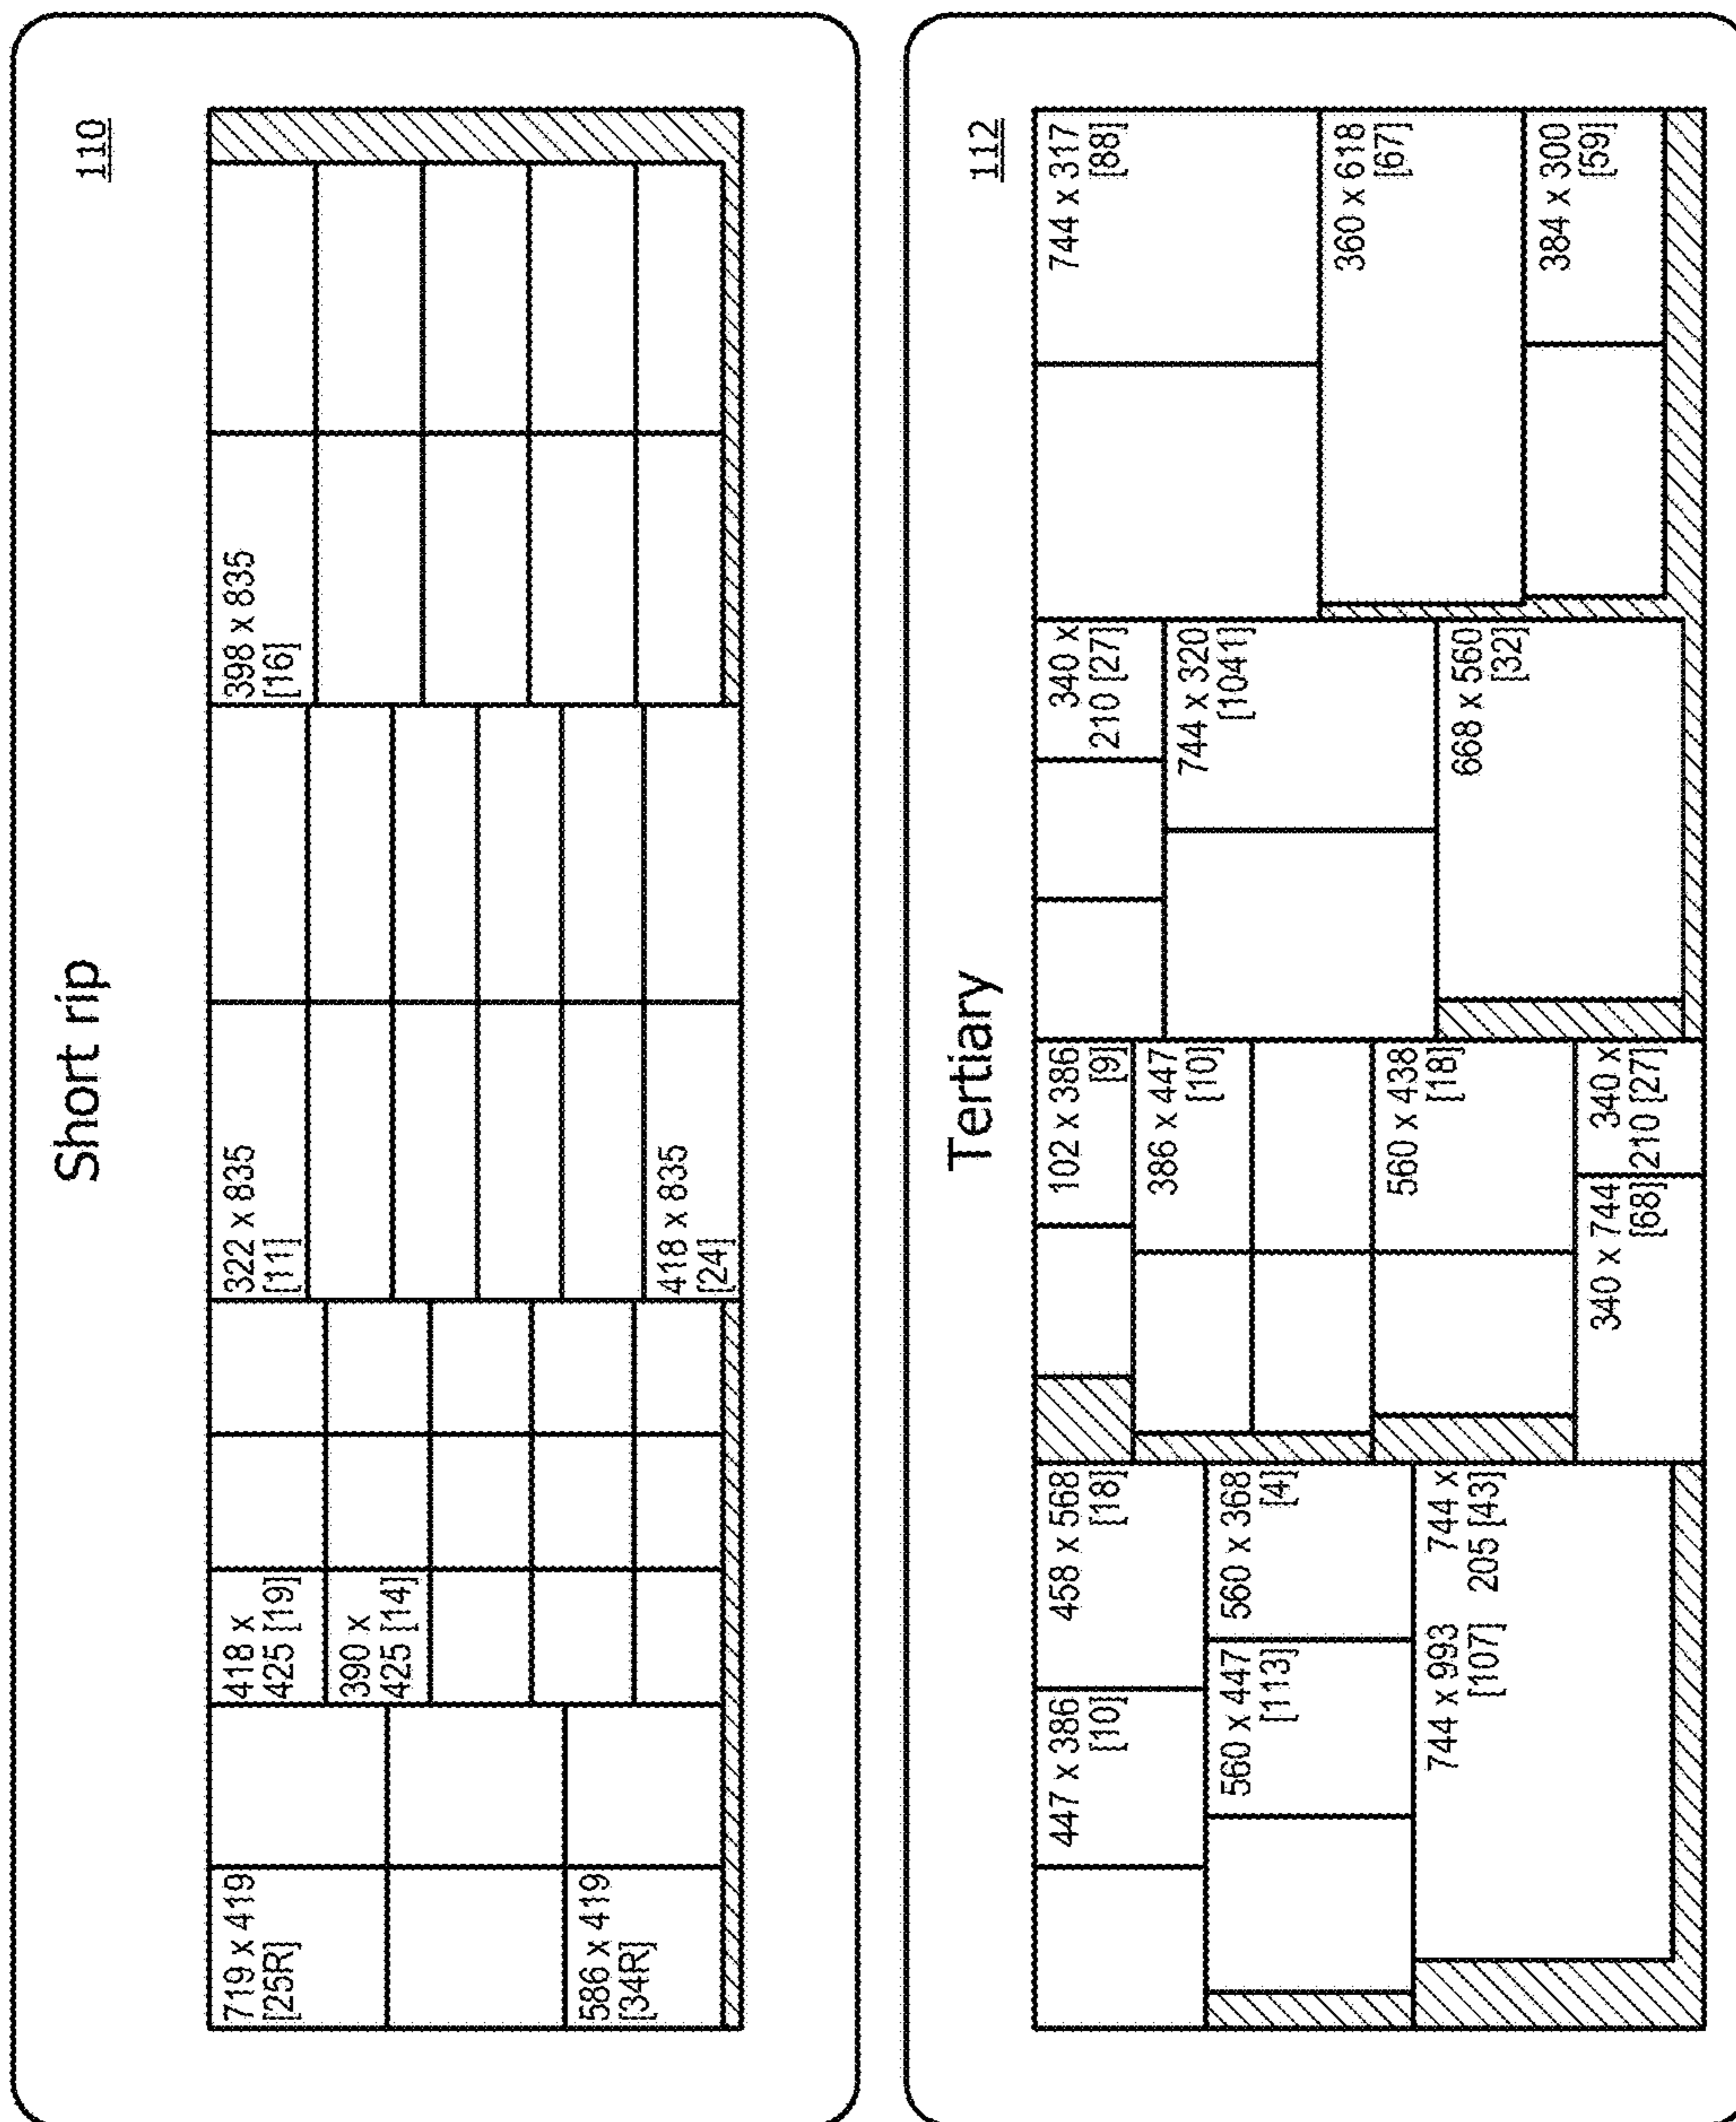 Short rip
110
719 x 419
[25R]
586 x 419
[34R]
418 x
425 [19]
390 x
425 [14]
322 x 835
[11]
418 x 835
[24]
398 x 835
[16]
Tertiary
112
447 x 386
[10]
458 x 568
[18]
560 x 447
[113]
560 x 368
[4]
744 x 993
[107]
744 x
205 [43]
102 x 386
[9]
386 x 447
[10]
560 x 438
[18]
340 x 744
[68]
340 x
210 [27]
340 x
210 [27]
744 x 320
[1041]
668 x 560
[32]
744 x 317
[88]
360 x 618
[67]
384 x 300
[59]